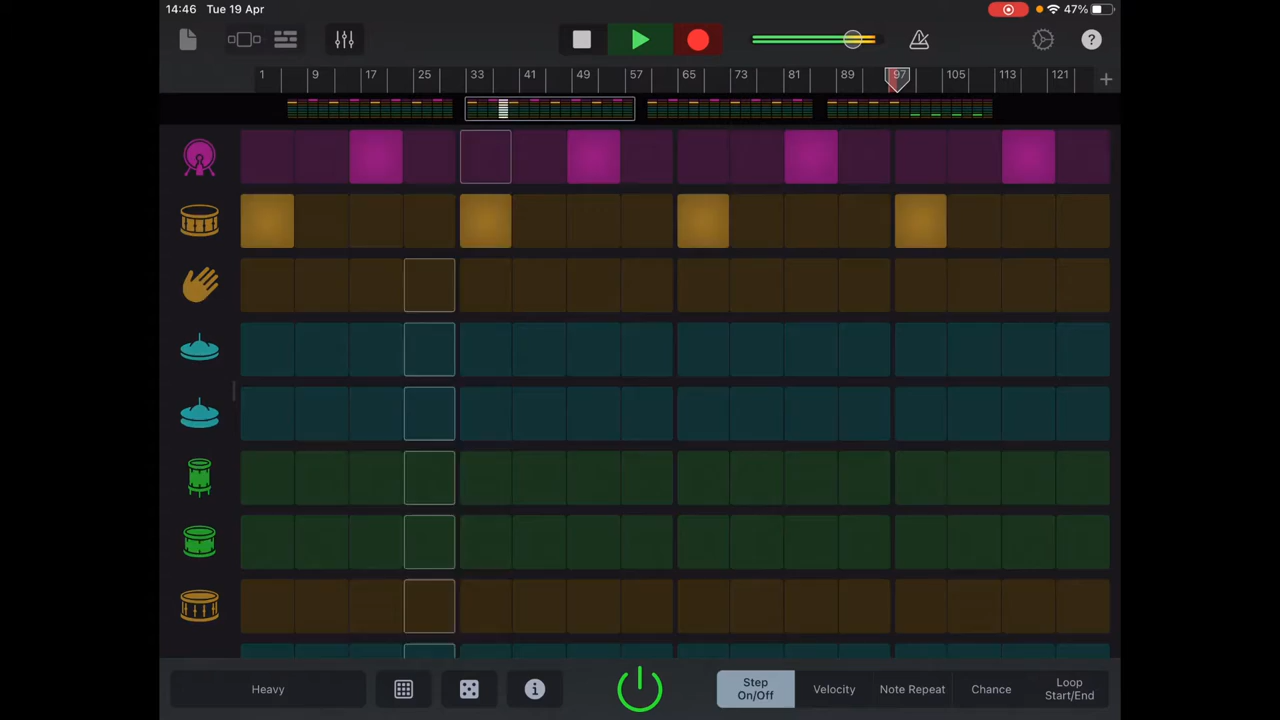 14:46 Tue 19 Apr 47%
?
1 9 17 25 33 41 49 57 65 73 81 89 97 105 113 121 +
Heavy
Step On/Off
Velocity
Note Repeat
Chance
Loop Start/End